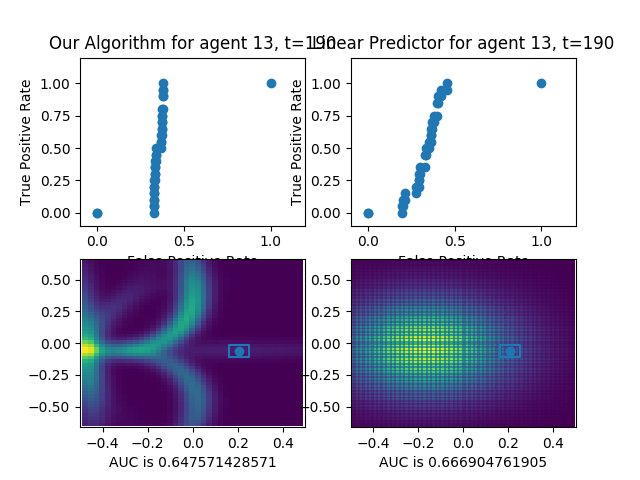 Our Algorithm for agent 13, t=190
Linear Predictor for agent 13, t=190
True Positive Rate
1.00
0.75
0.50
0.25
0.00
0.0 0.5 1.0
False Positive Rate
True Positive Rate
1.00
0.75
0.50
0.25
0.00
0.0 0.5 1.0
False Positive Rate
0.50
0.25
0.00
−0.25
−0.50
−0.4 −0.2 0.0 0.2 0.4
AUC is 0.647571428571
0.50
0.25
0.00
−0.25
−0.50
−0.4 −0.2 0.0 0.2 0.4
AUC is 0.666904761905